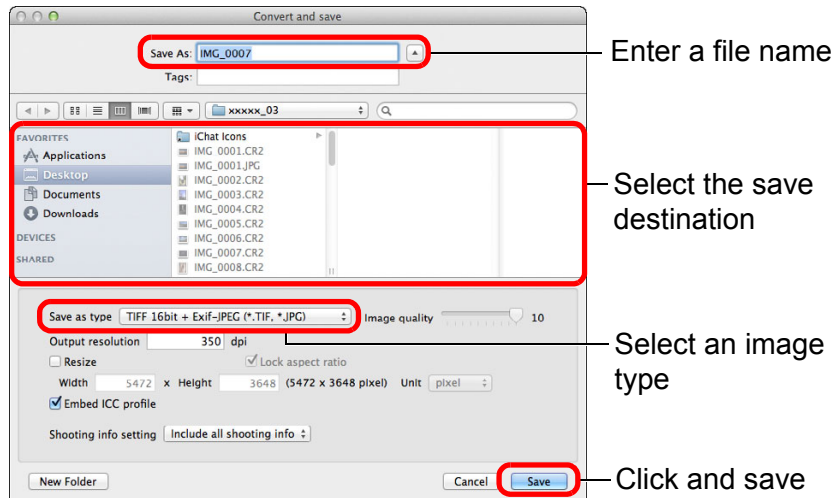 Convert and save
Save As: IMG_0007
Enter a file name
Tags:
xxxxx_03
FAVORITES
Applications
Desktop
Documents
Downloads
DEVICES
SHARED
iChat Icons
IMG_0001.CR2
IMG_0001.JPG
IMG_0002.CR2
IMG_0003.CR2
IMG_0004.CR2
IMG_0005.CR2
IMG_0006.CR2
IMG_0007.CR2
IMG_0008.CR2
Select the save
destination
Save as type TIFF 16bit + Exif-JPEG (*.TIF, *.JPG) Image quality 10
Output resolution 350 dpi
Resize Lock aspect ratio
Width 5472 x Height 3648 (5472 x 3648 pixel) Unit pixel
Embed ICC profile
Shooting info setting Include all shooting info
Select an image
type
New Folder Cancel Save
Click and save